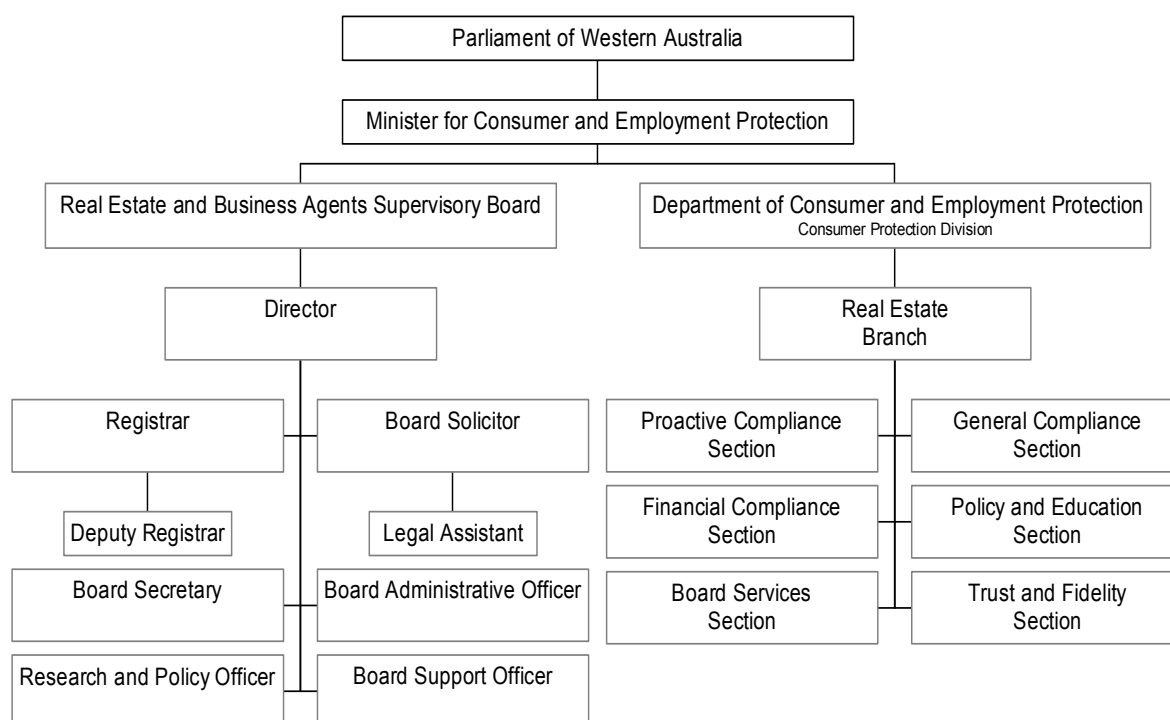 Parliament of Western Australia
Minister for Consumer and Employment Protection
Real Estate and Business Agents Supervisory Board
Department of Consumer and Employment Protection
Consumer Protection Division
Director
Real Estate
Branch
Registrar
Board Solicitor
Proactive Compliance
Section
General Compliance
Section
Deputy Registrar
Legal Assistant
Financial Compliance
Section
Policy and Education
Section
Board Secretary
Board Administrative Officer
Board Services
Section
Trust and Fidelity
Section
Research and Policy Officer
Board Support Officer